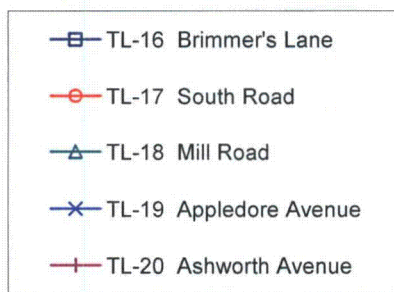 TL-16 Brimmer's Lane
TL-17 South Road
TL-18 Mill Road
TL-19 Appledore Avenue
TL-20 Ashworth Avenue